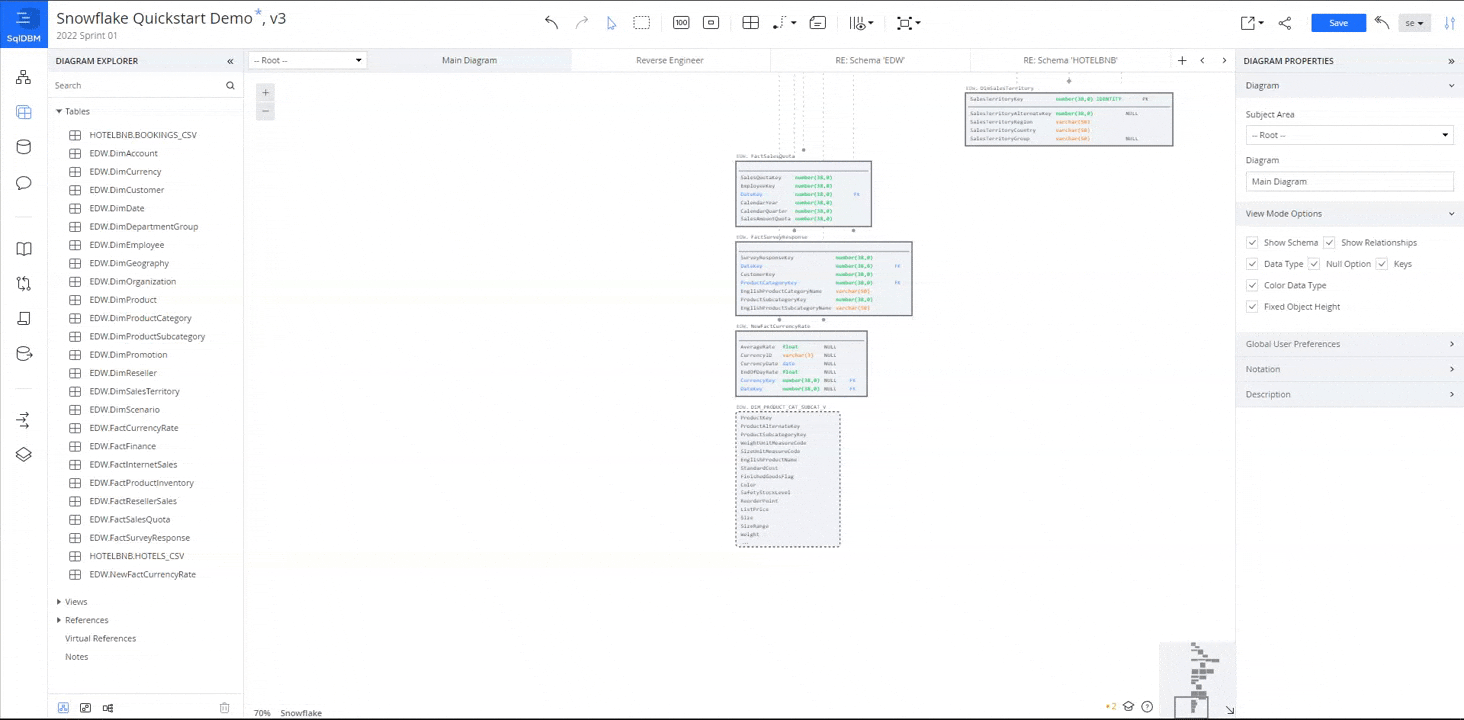 Snowflake Quickstart Demo*, v3
2022 Sprint 01
SqlDBM
100
Save
se
DIAGRAM EXPLORER
«
-- Root --
Main Diagram
Reverse Engineer
RE: Schema 'EDW'
RE: Schema 'HOTELBNB'
DIAGRAM PROPERTIES
»
Search
Tables
HOTELBNB.BOOKINGS_CSV
EDW.DimAccount
EDW.DimCurrency
EDW.DimCustomer
EDW.DimDate
EDW.DimDepartmentGroup
EDW.DimEmployee
EDW.DimGeography
EDW.DimOrganization
EDW.DimProduct
EDW.DimProductCategory
EDW.DimProductSubcategory
EDW.DimPromotion
EDW.DimReseller
EDW.DimSalesTerritory
EDW.DimScenario
EDW.FactCurrencyRate
EDW.FactFinance
EDW.FactInternetSales
EDW.FactProductInventory
EDW.FactResellerSales
EDW.FactSalesQuota
EDW.FactSurveyResponse
HOTELBNB.HOTELS_CSV
EDW.NewFactCurrencyRate
Views
References
Virtual References
Notes
EDW. DimSalesTerritory
SalesTerritoryKey number(38,0) IDENTITY PK
SalesTerritoryAlternateKey number(38,0) NULL
SalesTerritoryRegion varchar(50)
SalesTerritoryCountry varchar(50)
SalesTerritoryGroup varchar(50) NULL
EDW. FactSalesQuota
SalesQuotaKey number(38,0)
EmployeeKey number(38,0)
DateKey number(38,0) FK
CalendarYear number(38,0)
CalendarQuarter number(38,0)
SalesAmountQuota number(38,0)
EDW. FactSurveyResponse
SurveyResponseKey number(38,0)
DateKey number(38,0) FK
CustomerKey number(38,0)
ProductCategoryKey number(38,0) FK
EnglishProductCategoryName varchar(50)
ProductSubcategoryKey number(38,0)
EnglishProductSubcategoryName varchar(50)
EDW. NewFactCurrencyRate
AverageRate float NULL
CurrencyID varchar(3) NULL
CurrencyDate date NULL
EndOfDayRate float NULL
CurrencyKey number(38,0) NULL FK
DateKey number(38,0) NULL FK
EDW. DIM_PRODUCT_CAT_SUBCAT_V
ProductKey
ProductAlternateKey
ProductSubcategoryKey
WeightUnitMeasureCode
SizeUnitMeasureCode
EnglishProductName
StandardCost
FinishedGoodsFlag
Color
SafetyStockLevel
ReorderPoint
ListPrice
Size
SizeRange
Weight
...
Diagram
Subject Area
-- Root --
Diagram
Main Diagram
View Mode Options
Show Schema Show Relationships
Data Type Null Option Keys
Color Data Type
Fixed Object Height
Global User Preferences
Notation
Description
70% Snowflake
2